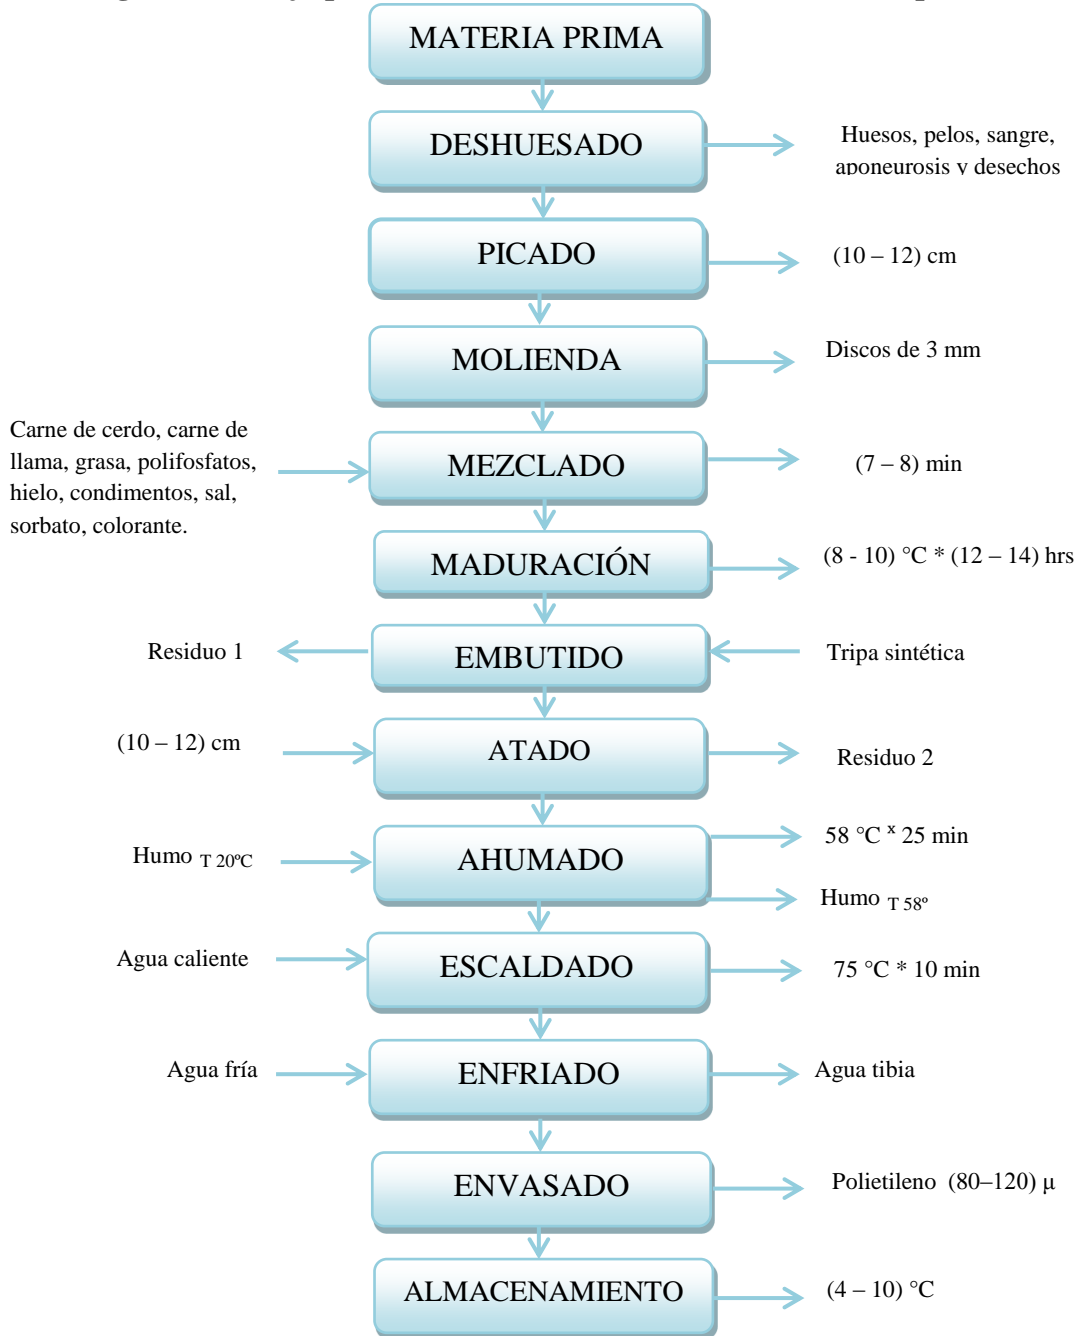 MATERIA PRIMA
DESHUESADO
Huesos, pelos, sangre,
aponeurosis y desechos
PICADO
(10 – 12) cm
MOLIENDA
Discos de 3 mm
Carne de cerdo, carne de
llama, grasa, polifosfatos,
hielo, condimentos, sal,
sorbato, colorante.
MEZCLADO
(7 – 8) min
MADURACIÓN
(8 - 10) °C * (12 – 14) hrs
Residuo 1
EMBUTIDO
Tripa sintética
(10 – 12) cm
ATADO
Residuo 2
Humo T 20ºC
AHUMADO
58 °C x 25 min
Humo T 58º
Agua caliente
ESCALDADO
75 °C * 10 min
Agua fría
ENFRIADO
Agua tibia
ENVASADO
Polietileno (80–120) µ
ALMACENAMIENTO
(4 – 10) °C